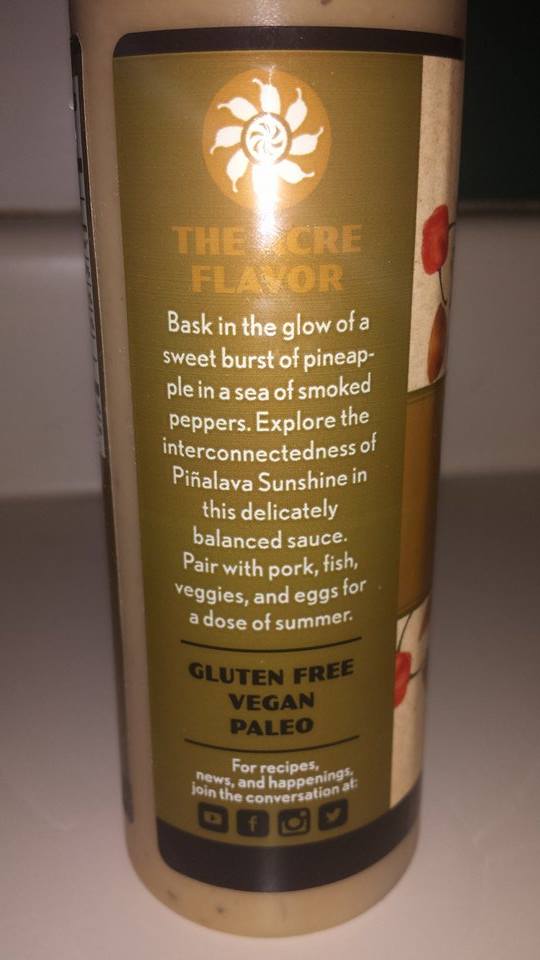 THE ACRE
FLAVOR
Bask in the glow of a
sweet burst of pineap-
ple in a sea of smoked
peppers. Explore the
interconnectedness of
Piñalava Sunshine in
this delicately
balanced sauce.
Pair with pork, fish,
veggies, and eggs for
a dose of summer.
GLUTEN FREE
VEGAN
PALEO
For recipes,
news, and happenings,
join the conversation at: